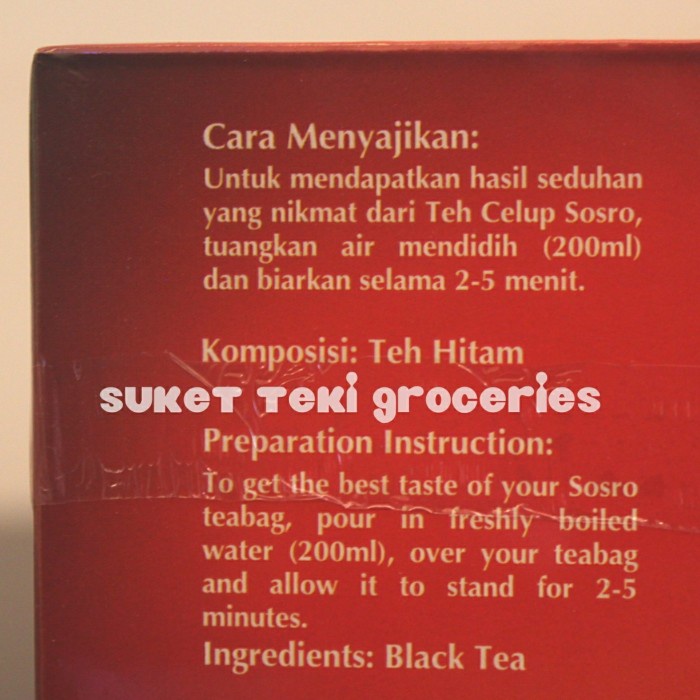 Cara Menyajikan:
Untuk mendapatkan hasil seduhan
yang nikmat dari Teh Celup Sosro,
tuangkan air mendidih (200ml)
dan biarkan selama 2-5 menit.
Komposisi: Teh Hitam
SUKET TEKI GROCERIES
Preparation Instruction:
To get the best taste of your Sosro
teabag, pour in freshly boiled
water (200ml), over your teabag
and allow it to stand for 2-5
minutes.
Ingredients: Black Tea